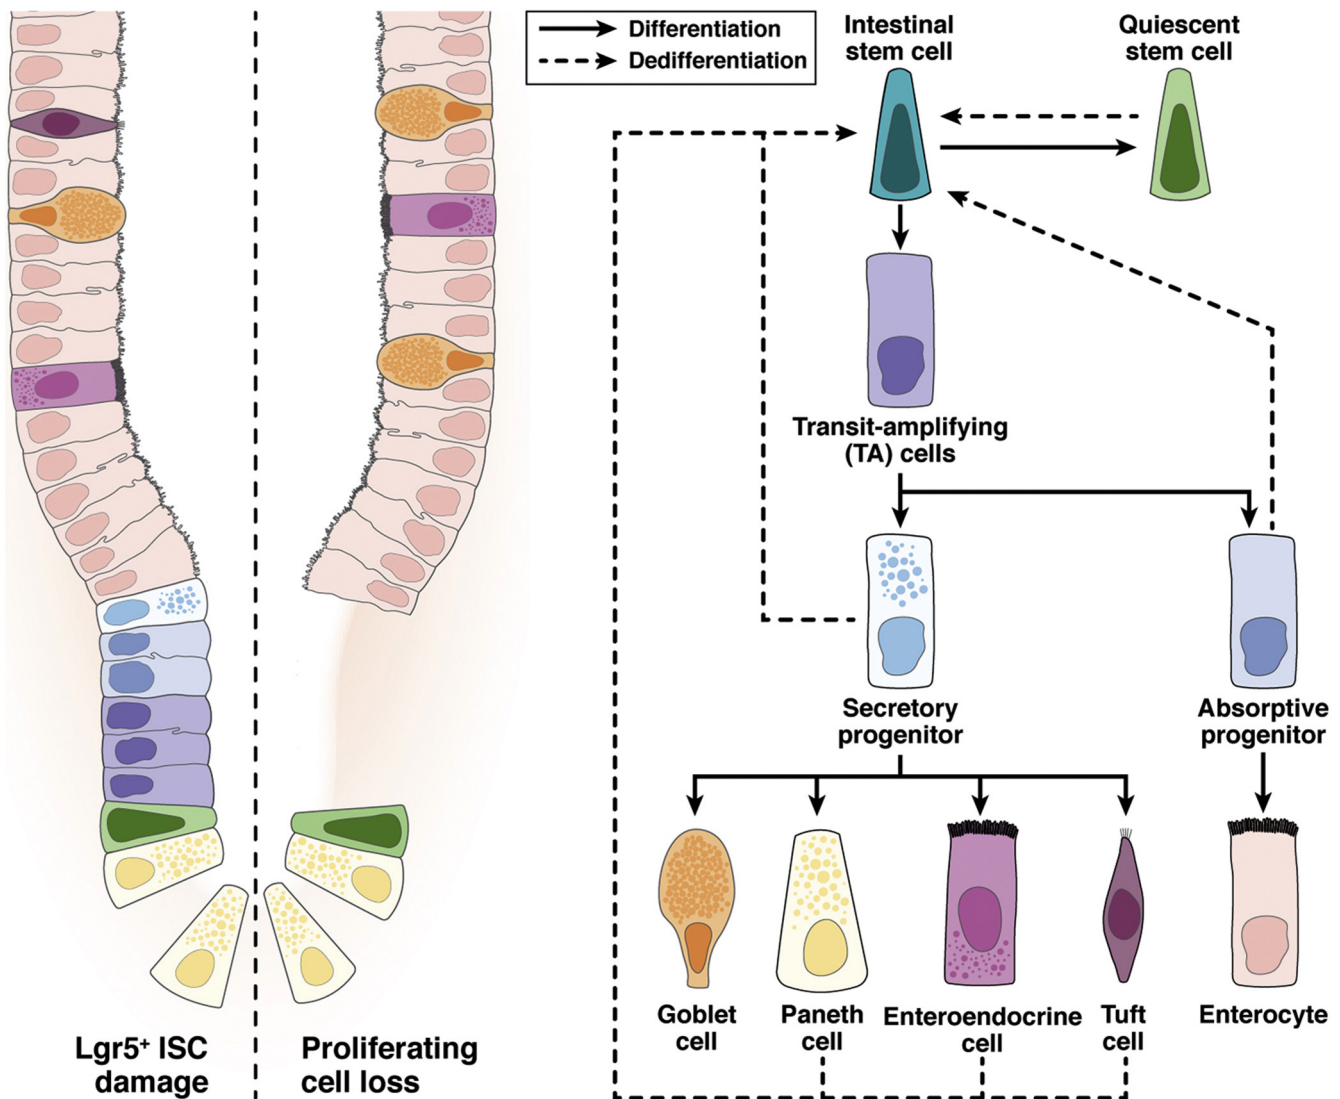 Differentiation
Dedifferentiation
Intestinal
stem cell
Quiescent
stem cell
Transit-amplifying
(TA) cells
Secretory
progenitor
Absorptive
progenitor
Goblet
cell
Paneth
cell
Enteroendocrine
cell
Tuft
cell
Enterocyte
Lgr5⁺ ISC
damage
Proliferating
cell loss